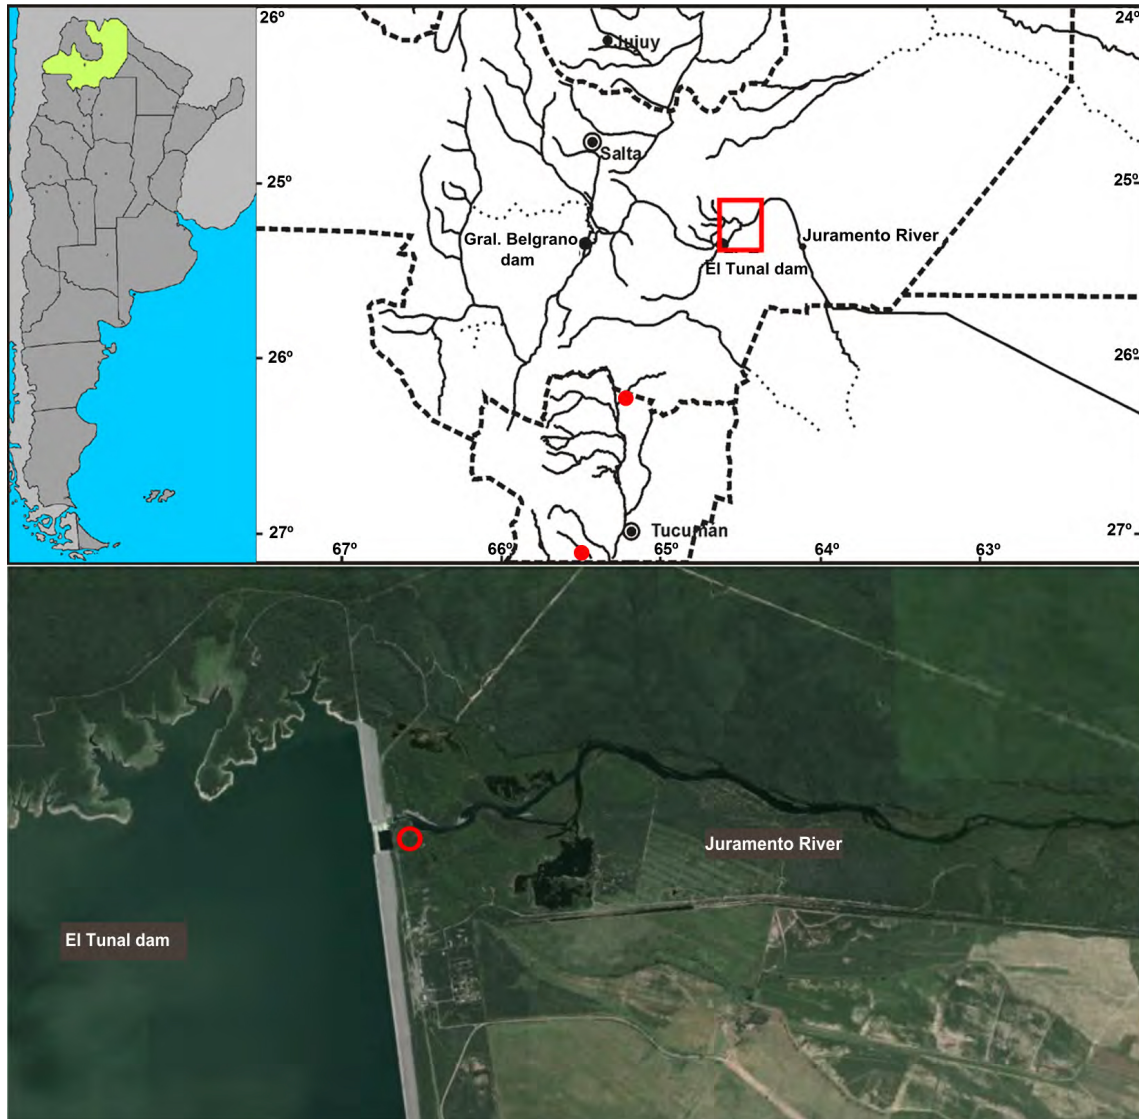 26º
24º
Jujuy
Salta
25º
25º
Gral. Belgrano
dam
Juramento River
El Tunal dam
26º
26º
27º
Tucuman
27º
67º
66º
65º
64º
63º
Juramento River
El Tunal dam